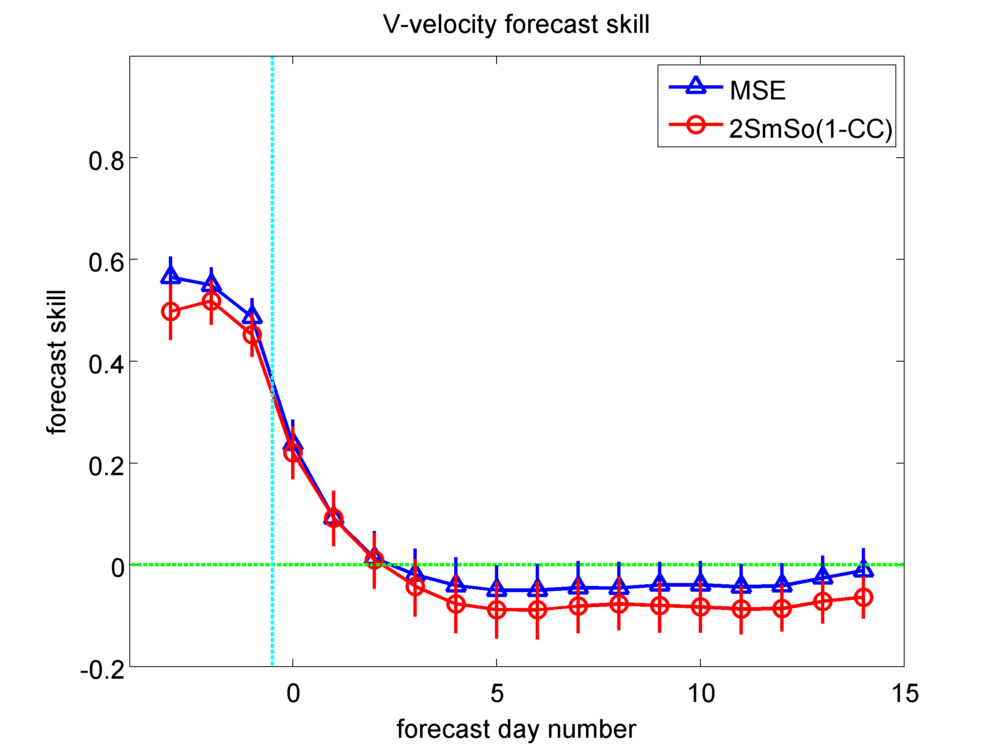 V-velocity forecast skill
MSE
2SmSo(1-CC)
0.8
0.6
0.4
0.2
0
-0.2
forecast skill
0 5 10 15
forecast day number